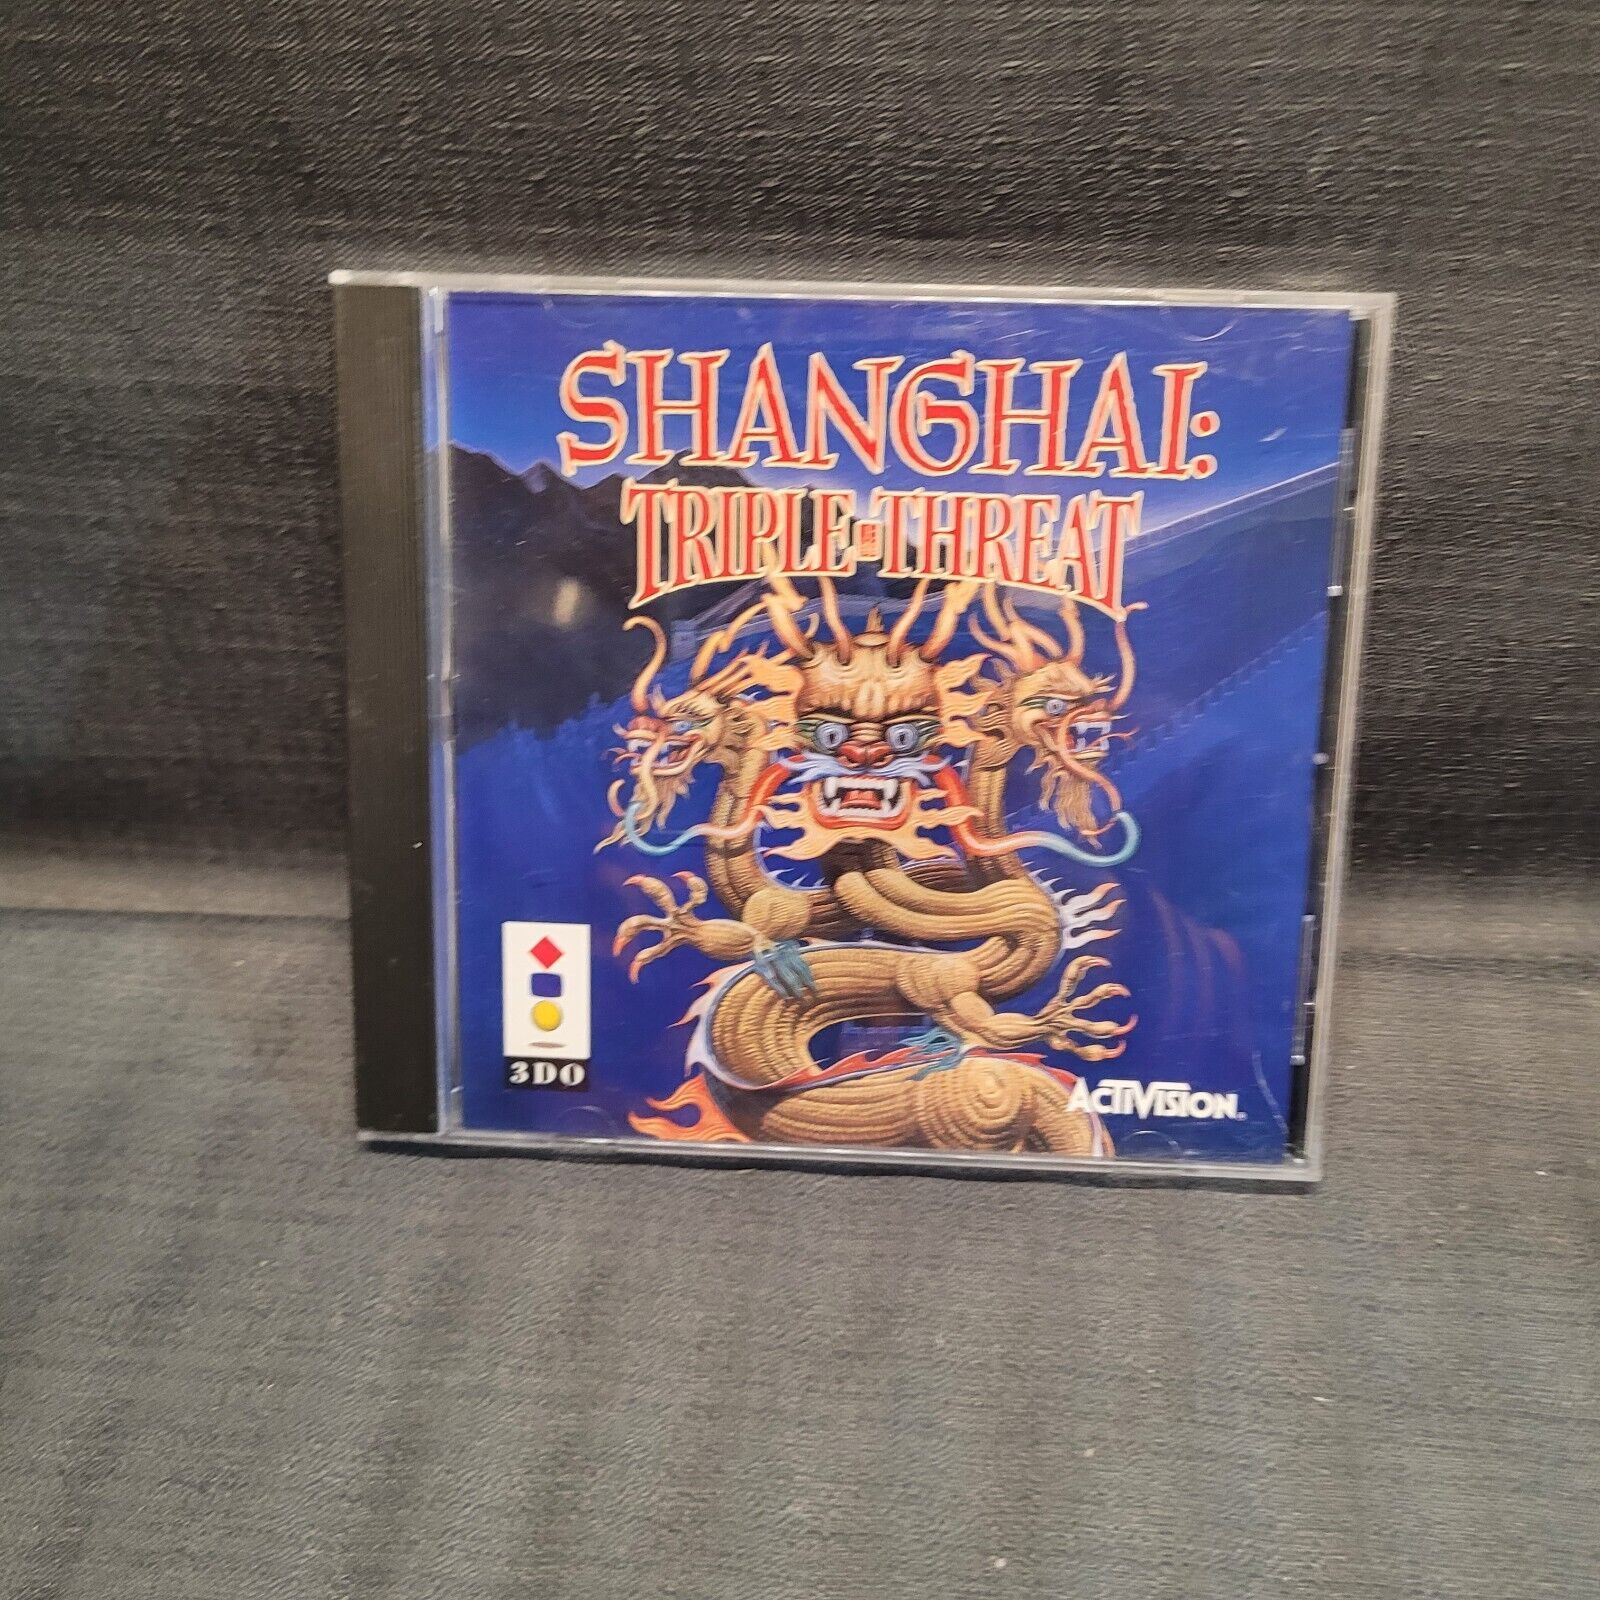 SHANGHAI:
TRIPLE-THREAT
3DO
ACTIVISION.